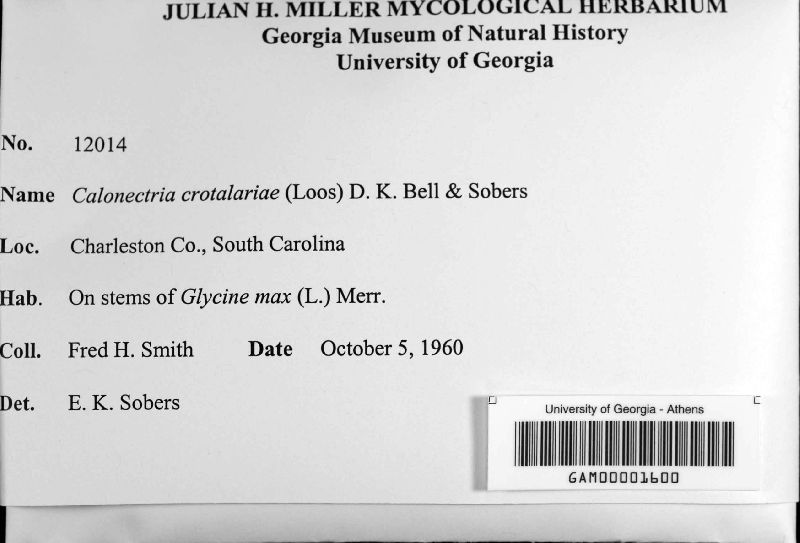 JULIAN H. MILLER MYCOLOGICAL HERBARIUM
Georgia Museum of Natural History
University of Georgia
No. 12014
Name Calonectria crotalariae (Loos) D. K. Bell & Sobers
Loc. Charleston Co., South Carolina
Hab. On stems of Glycine max (L.) Merr.
Coll. Fred H. Smith Date October 5, 1960
Det. E. K. Sobers
University of Georgia - Athens
GAM00001600